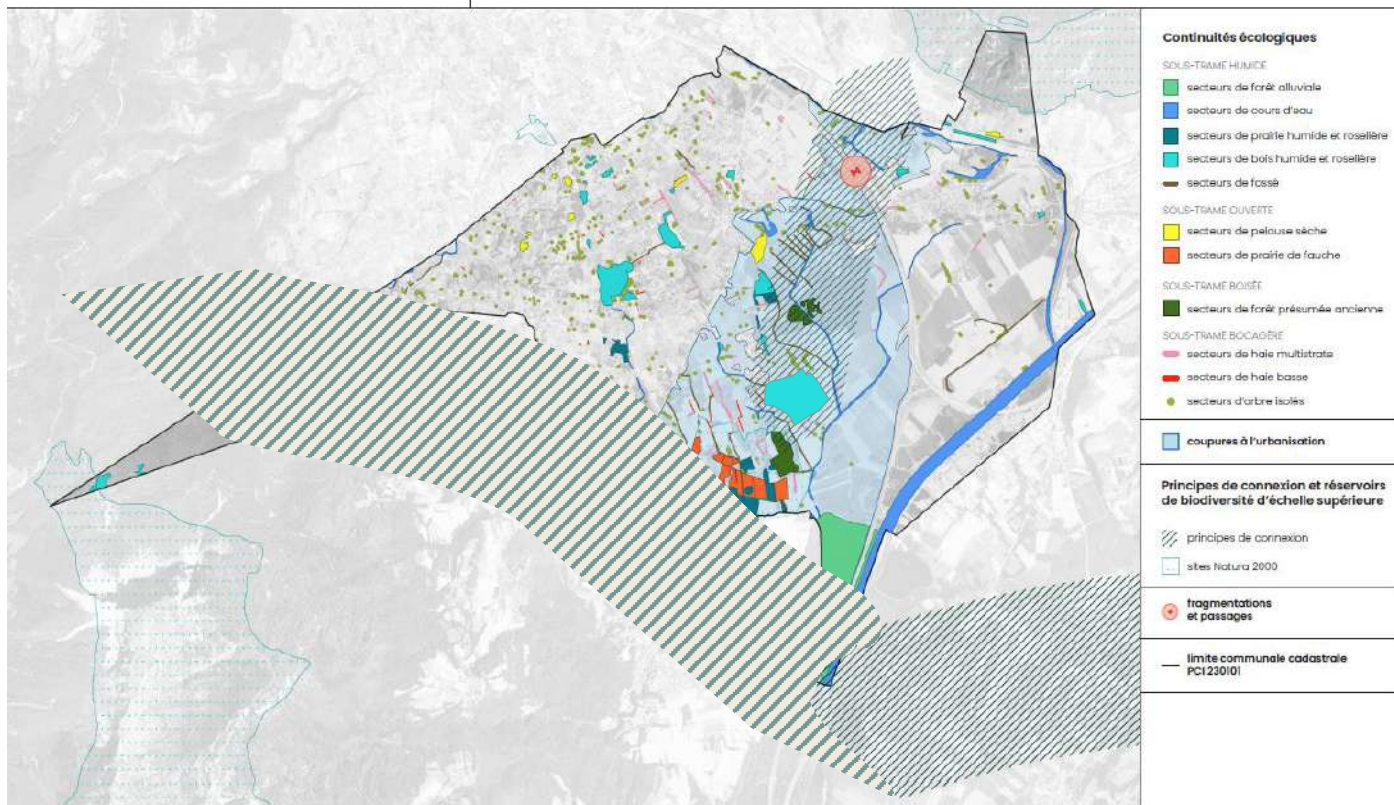 Continuités écologiques
SOUS-TRAME HUMIDE
secteurs de forêt alluviale
secteurs de cours d'eau
secteurs de prairie humide et roselière
secteurs de bois humide et roselière
secteurs de fossé
SOUS-TRAME OUVERTE
secteurs de pelouse sèche
secteurs de prairie de fauche
SOUS-TRAME BOISÉE
secteurs de forêt présumée ancienne
SOUS-TRAME BOCAGÈRE
secteurs de haie multistrate
secteurs de haie basse
secteurs d'arbre isolés
coupures à l'urbanisation
Principes de connexion et réservoirs
de biodiversité d'échelle supérieure
principes de connexion
sites Natura 2000
fragmentations
et passages
limite communale cadastrale
PCI 230101